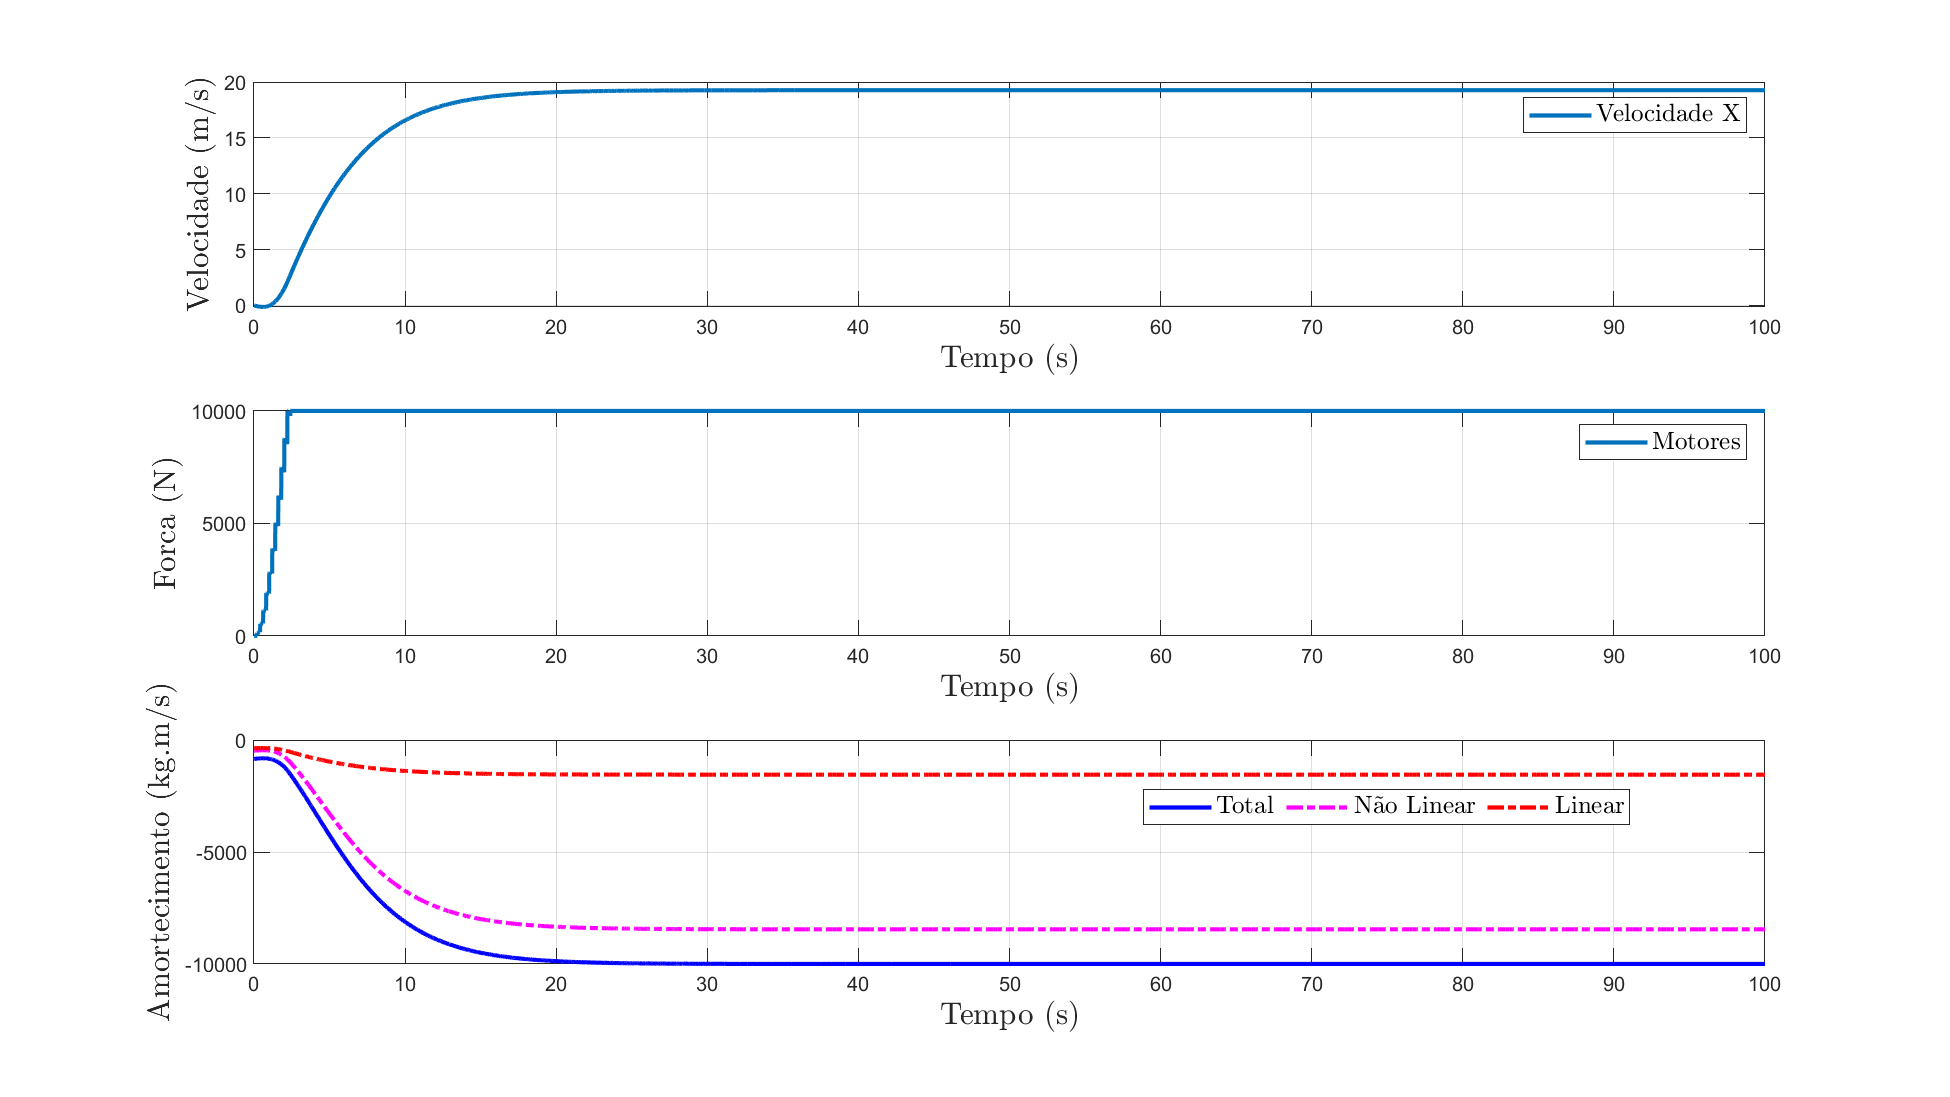 Velocidade (m/s)
20
15
10
5
0
Velocidade X
0 10 20 30 40 50 60 70 80 90 100
Tempo (s)
Forca (N)
10000
5000
0
Motores
0 10 20 30 40 50 60 70 80 90 100
Tempo (s)
Amortecimento (kg.m/s)
0
-5000
-10000
Total Não Linear Linear
0 10 20 30 40 50 60 70 80 90 100
Tempo (s)